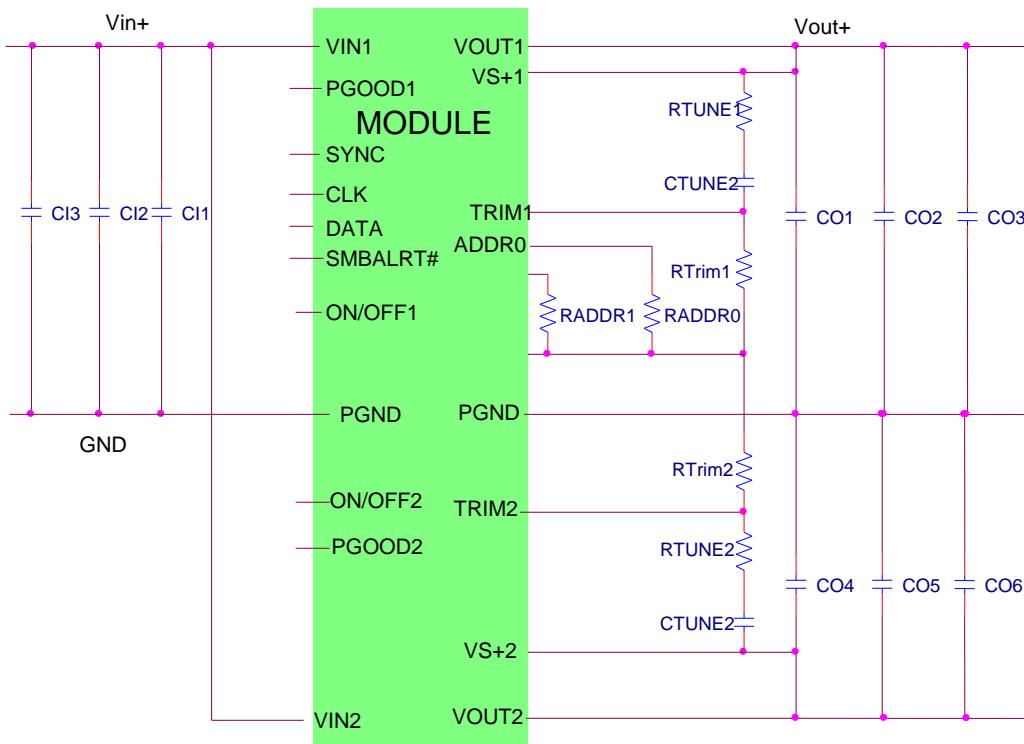 Vin+
Vout+
VIN1
VOUT1
VS+1
PGOOD1
RTUNE1
MODULE
SYNC
CTUNE2
CLK
TRIM1
CI3
CI2
CI1
CO1
CO2
CO3
DATA
ADDR0
SMBALRT#
RTrim1
ON/OFF1
RADDR1
RADDR0
PGND
PGND
GND
RTrim2
ON/OFF2
TRIM2
PGOOD2
RTUNE2
CO4
CO5
CO6
CTUNE2
VS+2
VIN2
VOUT2